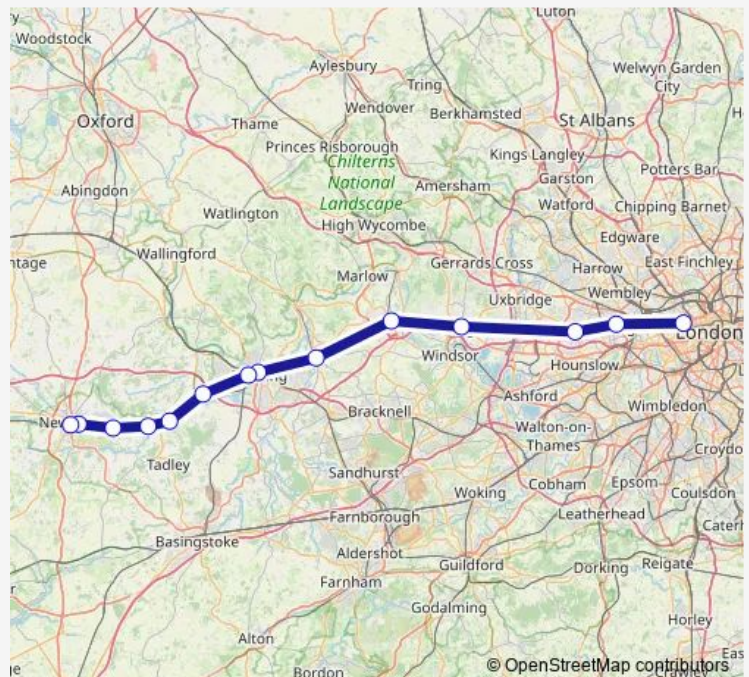 Luton
Woodstock
Aylesbury
Welwyn Garden
City
Tring
Wendover
Berkhamsted
Oxford
Thame
St Albans
Princes Risborough
Chilterns
National
Landscape
Kings Langley
Potters Bar
Garston
Abingdon
Amersham
Watford
Chipping Barnet
Watlington
High Wycombe
Edgware
Wallingford
Gerrards Cross
East Finchley
Harrow
Marlow
Wembley
Uxbridge
London
Windsor
Hounslow
Ashford
Wimbledon
Bracknell
Walton-on-
Thames
Tadley
Sandhurst
Cobham
Epsom
Woking
Coulsdon
Leatherhead
Farnborough
Basingstoke
Aldershot
Guildford
Dorking
Reigate
Farnham
Godalming
Horley
Alton
Bordon
Crawley
© OpenStreetMap contributors